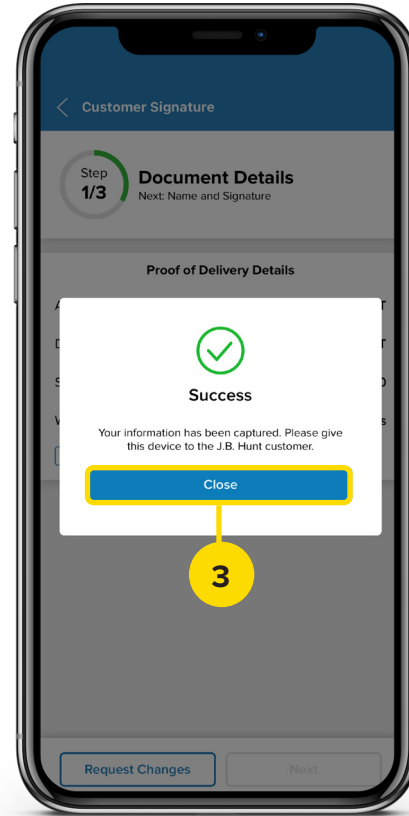 Customer Signature
Step
1/3
Document Details
Next: Name and Signature
Proof of Delivery Details
Success
Your information has been captured. Please give
this device to the J.B. Hunt customer.
Close
3
Request Changes
Next